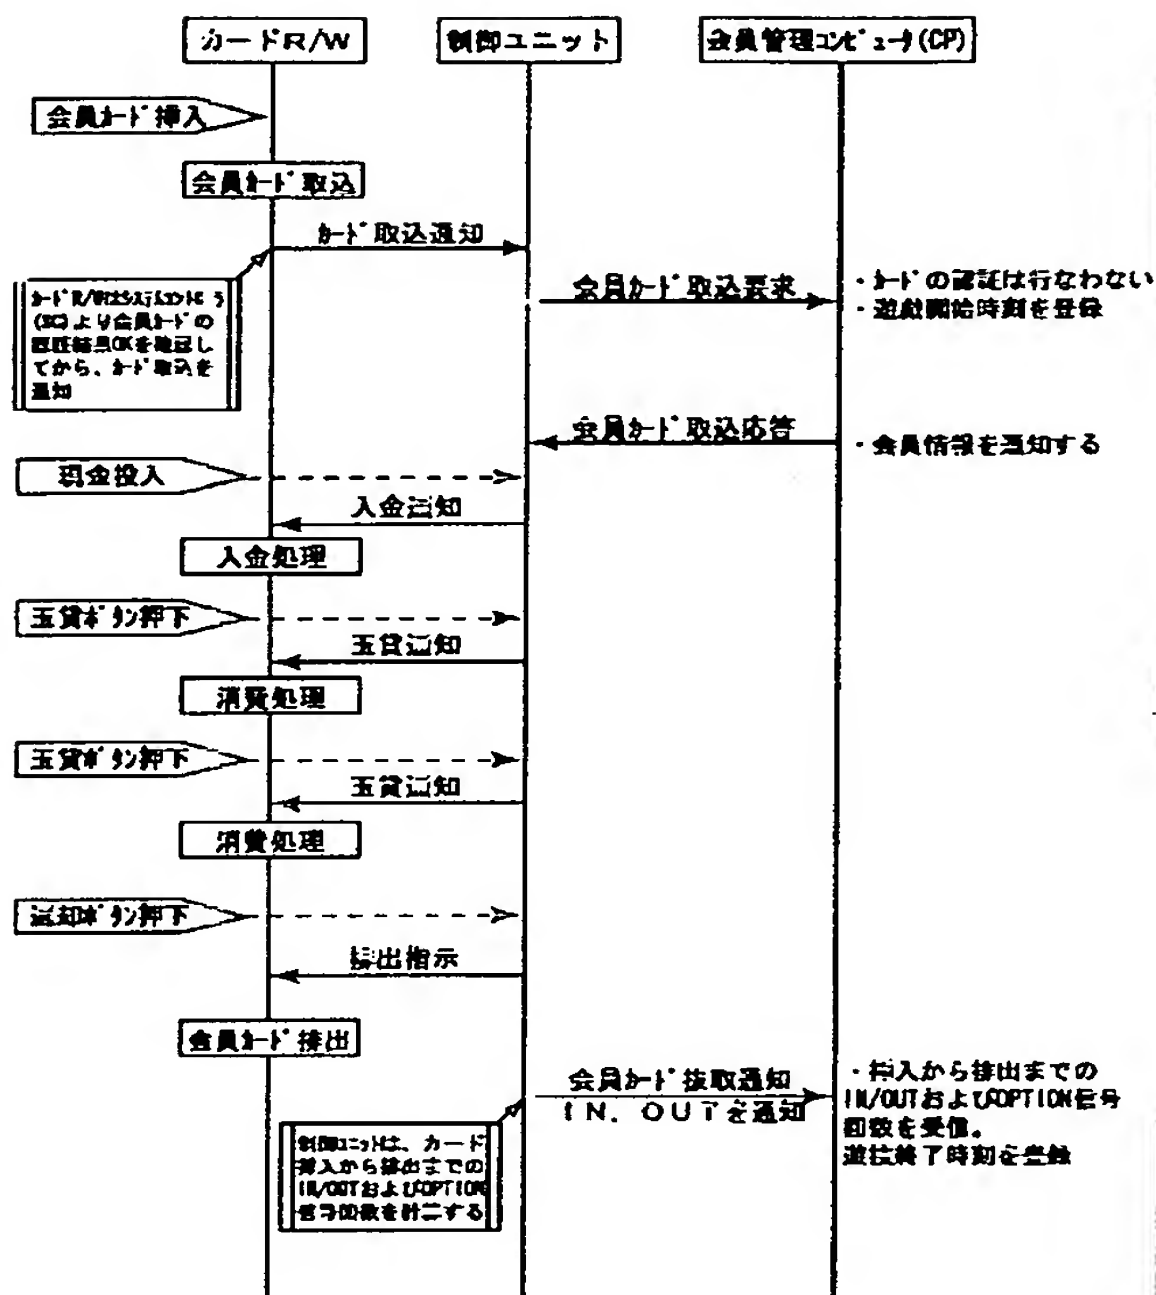 カードR/W
制御ユニット
会員管理ｺﾝﾋﾟｭｰﾀ(CP)
会員ｶｰﾄﾞ挿入
会員ｶｰﾄﾞ取込
ｶｰﾄﾞ取込通知
ｶｰﾄﾞR/Wはｼｽﾃﾑｺﾝﾄﾛｰﾗ
(SC)より会員ｶｰﾄﾞの
認証結果OKを確認し
てから、ｶｰﾄﾞ取込を
通知
会員ｶｰﾄﾞ取込要求
・ｶｰﾄﾞの認証は行なわない
・遊戯開始時刻を登録
会員ｶｰﾄﾞ取込応答
・会員情報を通知する
現金投入
入金通知
入金処理
玉貸ﾎﾞﾀﾝ押下
玉貸通知
消費処理
玉貸ﾎﾞﾀﾝ押下
玉貸通知
消費処理
返却ﾎﾞﾀﾝ押下
排出指示
会員ｶｰﾄﾞ排出
会員ｶｰﾄﾞ抜取通知
IN, OUTを通知
・挿入から排出までの
IN/OUTおよびOPTION信号
回数を受信。
遊技終了時刻を登録
制御ﾕﾆｯﾄは、カード
挿入から排出までの
IN/OUTおよびOPTION
信号回数を計算する